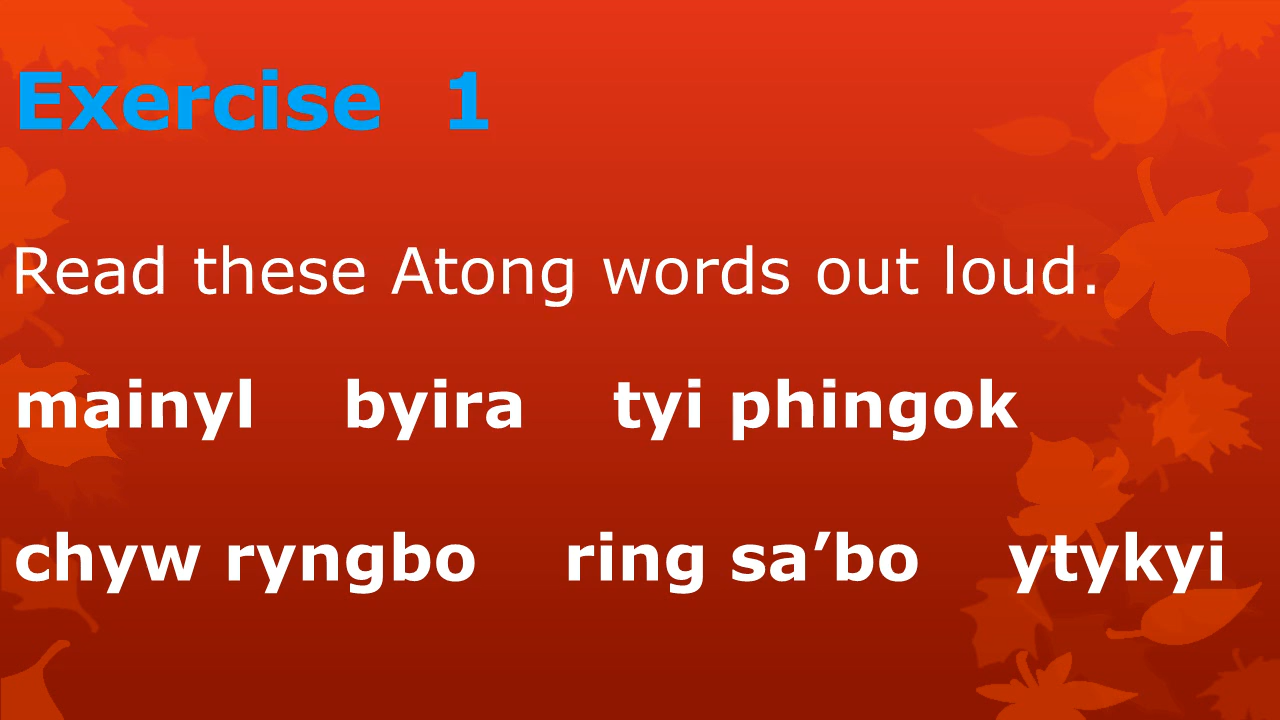 Exercise 1
Read these Atong words out loud.
mainyl byira tyi phingok
chyw ryngbo ring sa’bo ytykyi